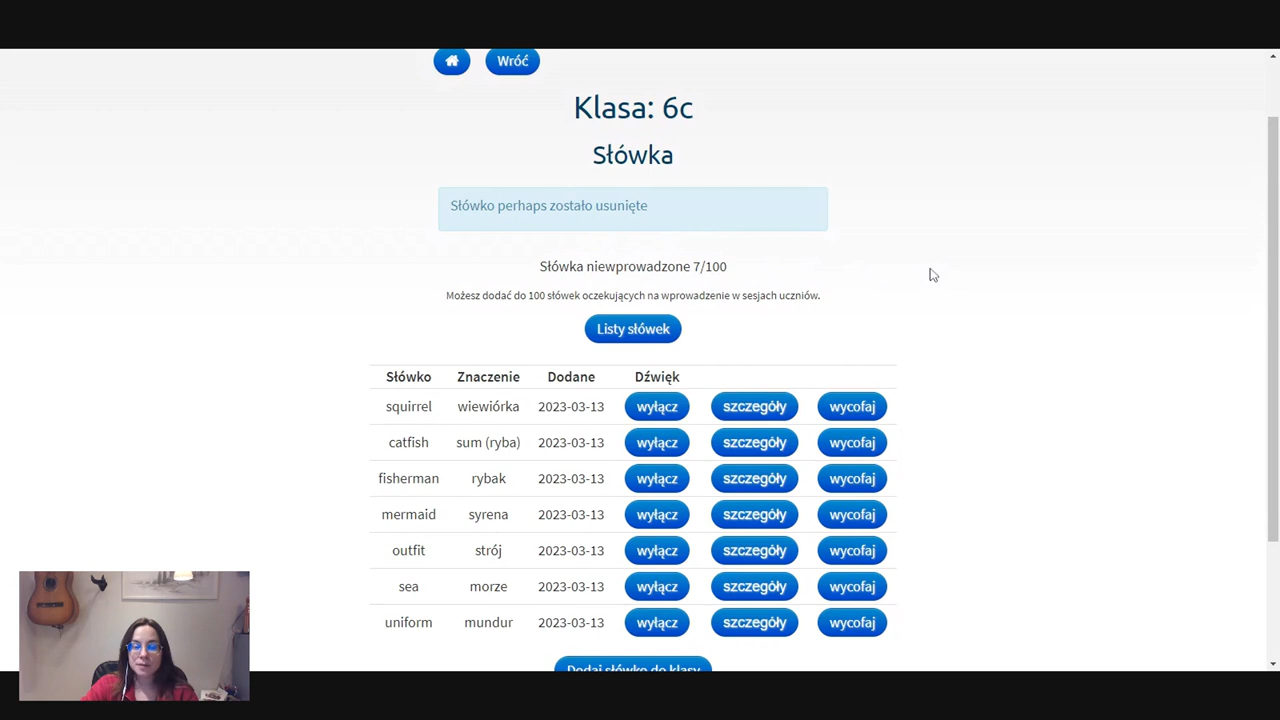 Wróć
Klasa: 6c
Słówka
Słówko perhaps zostało usunięte
Słówka niewprowadzone 7/100
Możesz dodać do 100 słówek oczekujących na wprowadzenie w sesjach uczniów.
Listy słówek
Słówko Znaczenie Dodane Dźwięk
squirrel wiewiórka 2023-03-13 wyłącz szczegóły wycofaj
catfish sum (ryba) 2023-03-13 wyłącz szczegóły wycofaj
fisherman rybak 2023-03-13 wyłącz szczegóły wycofaj
mermaid syrena 2023-03-13 wyłącz szczegóły wycofaj
outfit strój 2023-03-13 wyłącz szczegóły wycofaj
sea morze 2023-03-13 wyłącz szczegóły wycofaj
uniform mundur 2023-03-13 wyłącz szczegóły wycofaj
Dodaj słówko do klasy